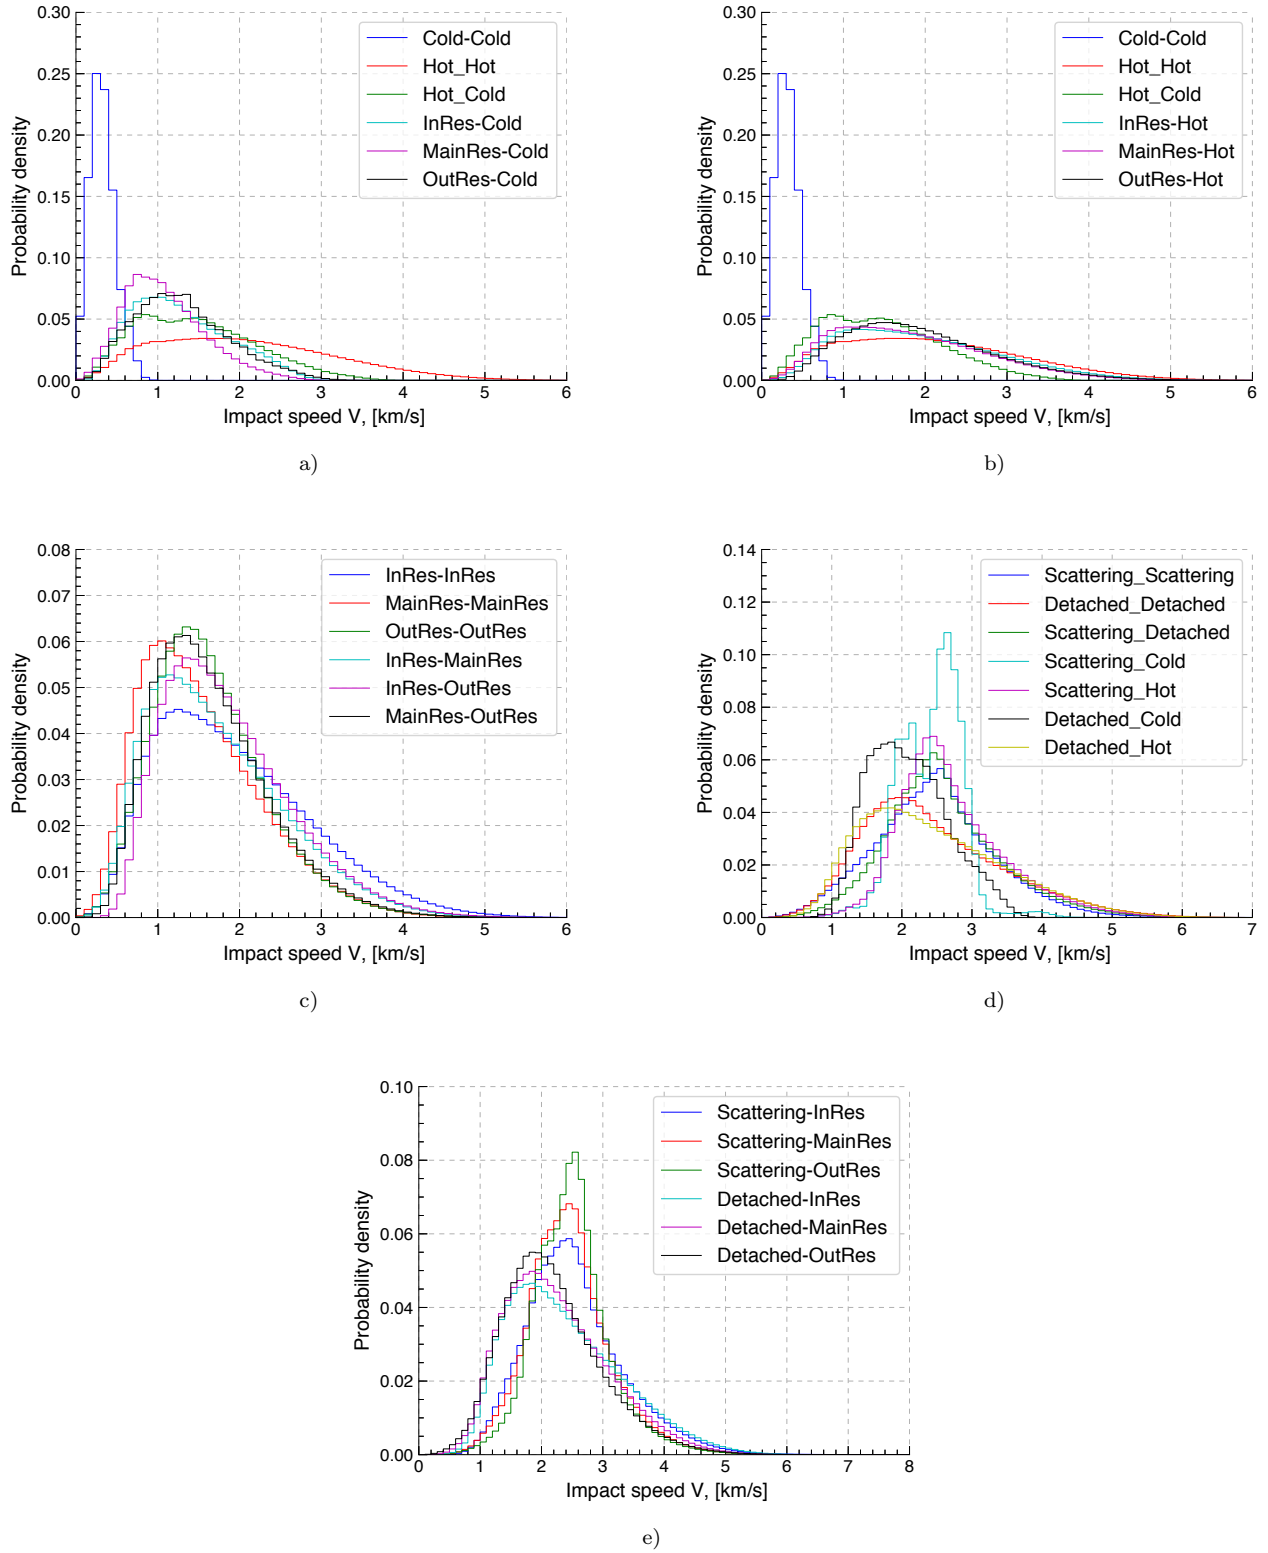 0.30
0.25
0.20
0.15
0.10
0.05
0.00
Probability density
Cold-Cold
Hot_Hot
Hot_Cold
InRes-Cold
MainRes-Cold
OutRes-Cold
0 1 2 3 4 5 6
Impact speed V, [km/s]
a)
0.30
0.25
0.20
0.15
0.10
0.05
0.00
Probability density
Cold-Cold
Hot_Hot
Hot_Cold
InRes-Hot
MainRes-Hot
OutRes-Hot
0 1 2 3 4 5 6
Impact speed V, [km/s]
b)
0.08
0.07
0.06
0.05
0.04
0.03
0.02
0.01
0.00
Probability density
InRes-InRes
MainRes-MainRes
OutRes-OutRes
InRes-MainRes
InRes-OutRes
MainRes-OutRes
0 1 2 3 4 5 6
Impact speed V, [km/s]
c)
0.14
0.12
0.10
0.08
0.06
0.04
0.02
0.00
Probability density
Scattering_Scattering
Detached_Detached
Scattering_Detached
Scattering_Cold
Scattering_Hot
Detached_Cold
Detached_Hot
0 1 2 3 4 5 6 7
Impact speed V, [km/s]
d)
0.10
0.08
0.06
0.04
0.02
0.00
Probability density
Scattering-InRes
Scattering-MainRes
Scattering-OutRes
Detached-InRes
Detached-MainRes
Detached-OutRes
0 1 2 3 4 5 6 7 8
Impact speed V, [km/s]
e)